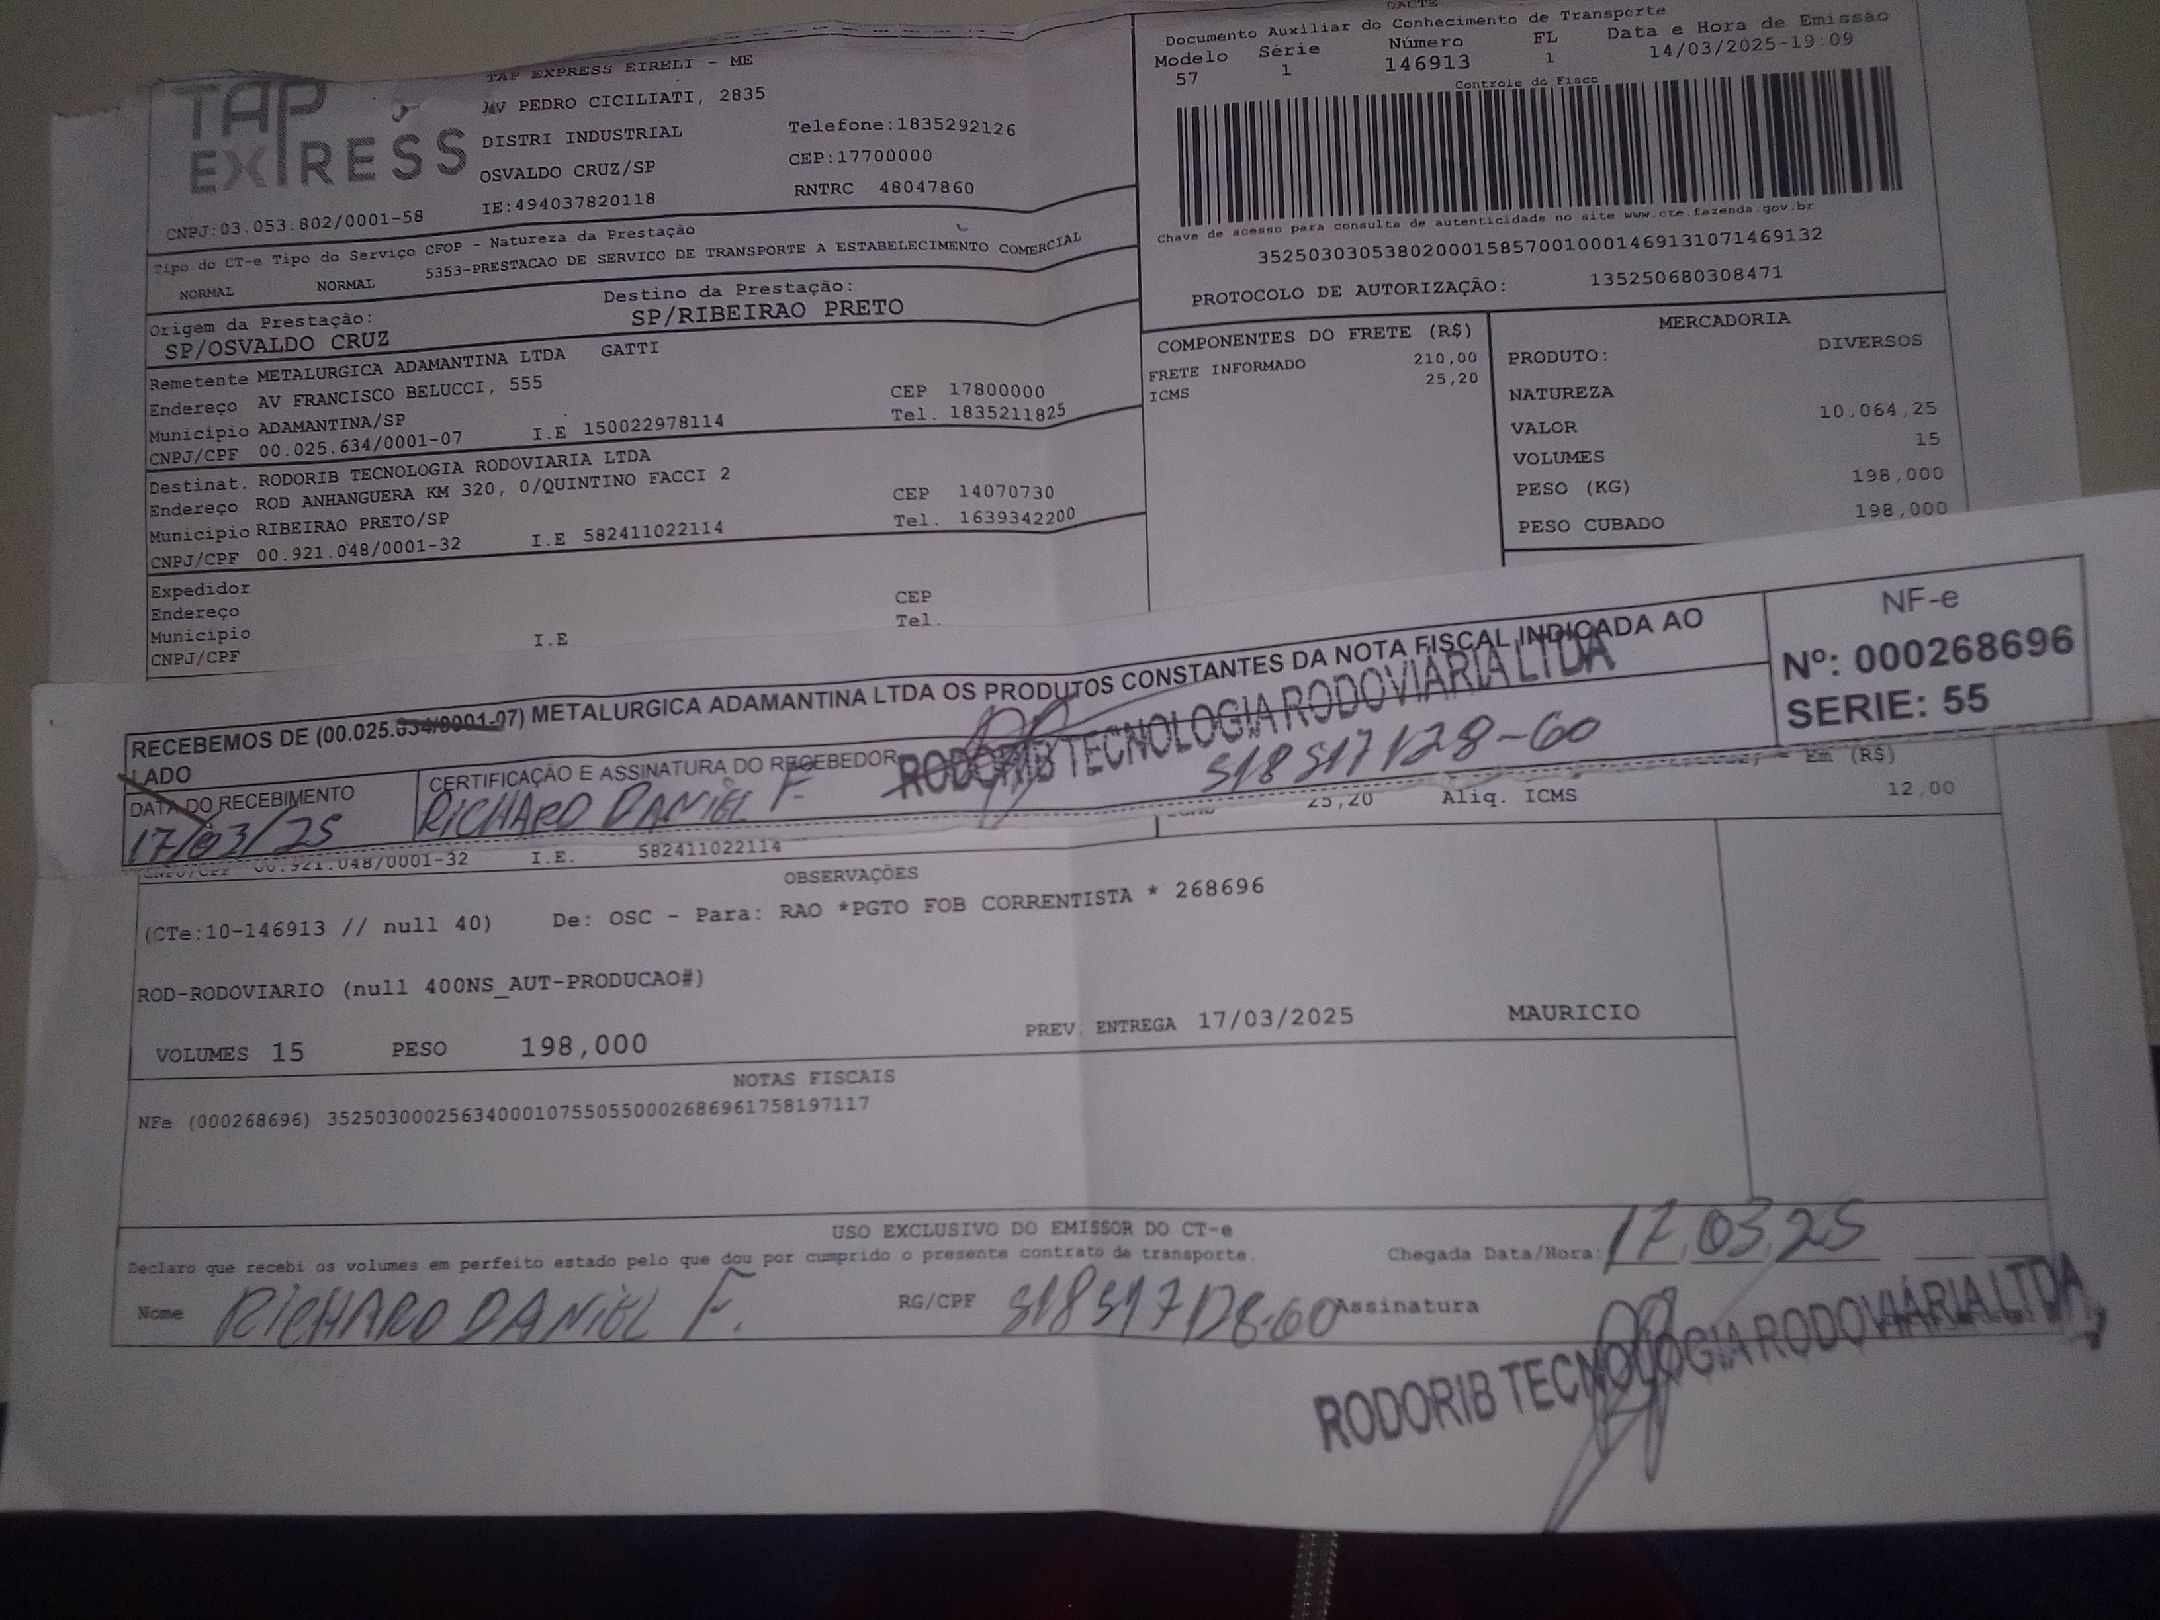 DACTE
Documento Auxiliar do Conhecimento de Transporte
Modelo Série Número FL Data e Hora de Emissão
57 1 146913 1 14/03/2025-19:09
Controle do Fisco
TAP EXPRESS
TAP EXPRESS EIRELI - ME
AV PEDRO CICILIATI, 2835
DISTRI INDUSTRIAL Telefone:1835292126
OSVALDO CRUZ/SP CEP:17700000
CNPJ:03.053.802/0001-58 IE:494037820118 RNTRC 48047860
Chave de acesso para consulta de autenticidade no site www.cte.fazenda.gov.br
35250303053802000158570010001469131071469132
PROTOCOLO DE AUTORIZAÇÃO: 135250680308471
Tipo do CT-e Tipo do Serviço CFOP - Natureza da Prestação
NORMAL NORMAL 5353-PRESTACAO DE SERVICO DE TRANSPORTE A ESTABELECIMENTO COMERCIAL
Origem da Prestação: Destino da Prestação:
SP/OSVALDO CRUZ SP/RIBEIRAO PRETO
Remetente METALURGICA ADAMANTINA LTDA GATTI
Endereço AV FRANCISCO BELUCCI, 555 CEP 17800000
Município ADAMANTINA/SP Tel. 1835211825
CNPJ/CPF 00.025.634/0001-07 I.E 150022978114
Destinat. RODORIB TECNOLOGIA RODOVIARIA LTDA
Endereço ROD ANHANGUERA KM 320, 0/QUINTINO FACCI 2 CEP 14070730
Município RIBEIRAO PRETO/SP Tel. 1639342200
CNPJ/CPF 00.921.048/0001-32 I.E 582411022114
Expedidor
Endereço CEP
Município Tel.
CNPJ/CPF I.E
COMPONENTES DO FRETE (R$)
FRETE INFORMADO 210,00
ICMS 25,20
MERCADORIA
PRODUTO: DIVERSOS
NATUREZA
VALOR 10.064,25
VOLUMES 15
PESO (KG) 198,000
PESO CUBADO 198,000
RECEBEMOS DE (00.025.634/0001-07) METALURGICA ADAMANTINA LTDA OS PRODUTOS CONSTANTES DA NOTA FISCAL INDICADA AO
LADO
NF-e
Nº: 000268696
SERIE: 55
DATA DO RECEBIMENTO CERTIFICAÇÃO E ASSINATURA DO RECEBEDOR
17/03/25 RICHARD DANIEL F. 518517128-60
RODORIB TECNOLOGIA RODOVIÁRIA LTDA
Em (R$)
25,20 Aliq. ICMS 12,00
CNPJ/CPF 00.921.048/0001-32 I.E. 582411022114
OBSERVAÇÕES
(CTe:10-146913 // null 40) De: OSC - Para: RAO *PGTO FOB CORRENTISTA * 268696
ROD-RODOVIARIO (null 400NS_AUT-PRODUCAO#)
VOLUMES 15 PESO 198,000 PREV. ENTREGA 17/03/2025 MAURICIO
NOTAS FISCAIS
NFe (000268696) 35250300025634000107550550002686961758197117
USO EXCLUSIVO DO EMISSOR DO CT-e
Declaro que recebi os volumes em perfeito estado pelo que dou por cumprido o presente contrato de transporte. Chegada Data/Hora: 17 03 25
Nome RICHARD DANIEL F. RG/CPF 518517128-60 Assinatura
RODORIB TECNOLOGIA RODOVIÁRIA LTDA